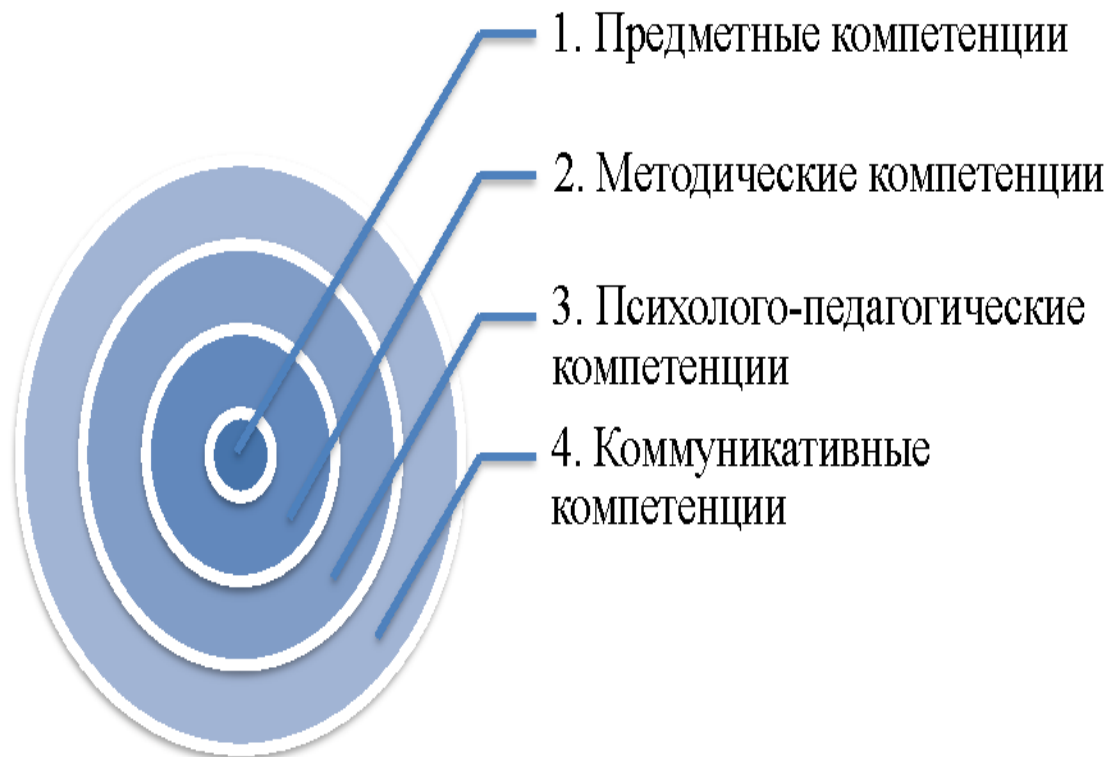 1. Предметные компетенции
2. Методические компетенции
3. Психолого-педагогические
компетенции
4. Коммуникативные
компетенции